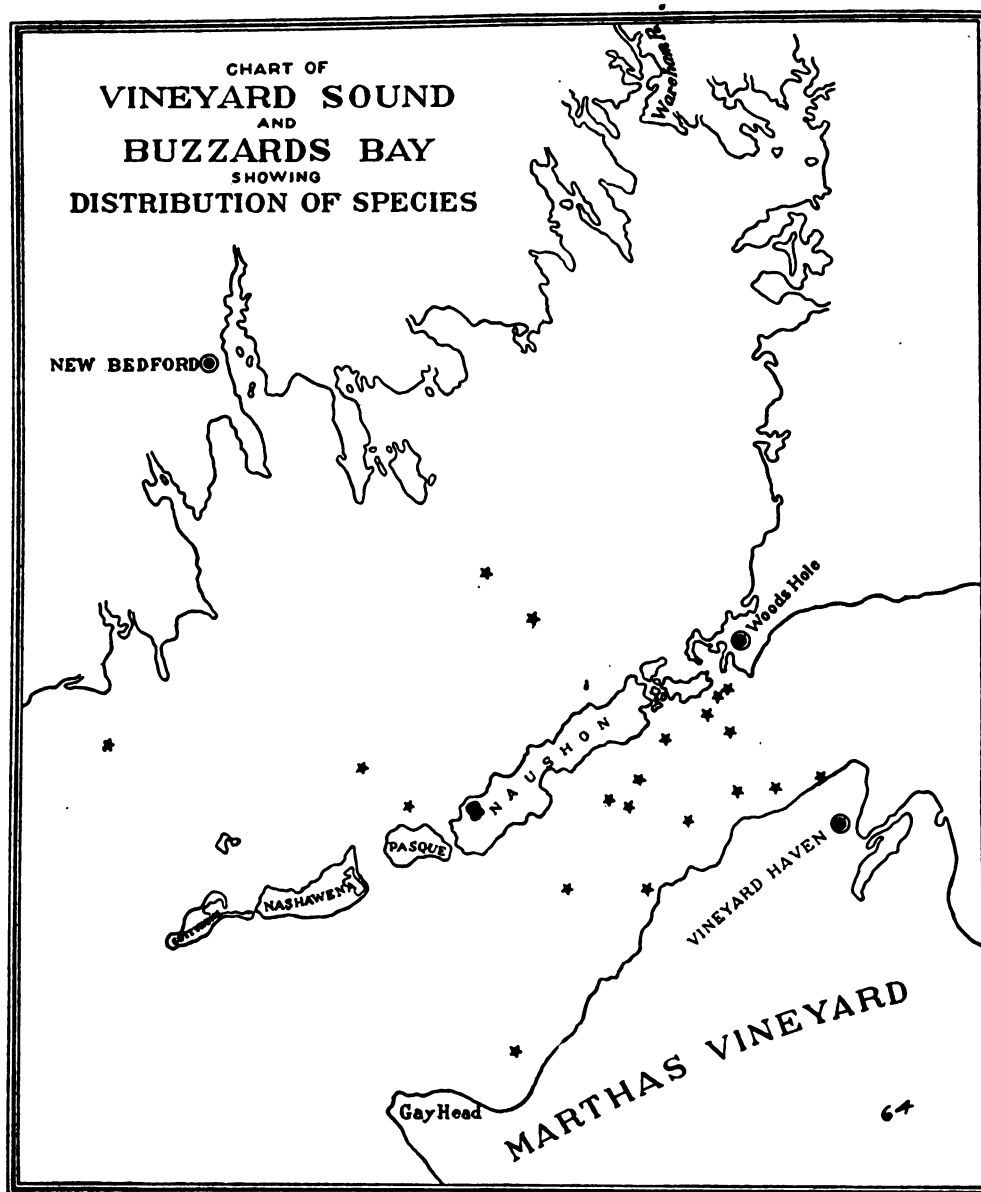 CHART OF
VINEYARD SOUND
AND
BUZZARDS BAY
SHOWING
DISTRIBUTION OF SPECIES
Wareham R.
NEW BEDFORD
Woods Hole
NAUSHON
PASQUE
NASHAWENA
VINEYARD HAVEN
MARTHAS VINEYARD
Gay Head
64